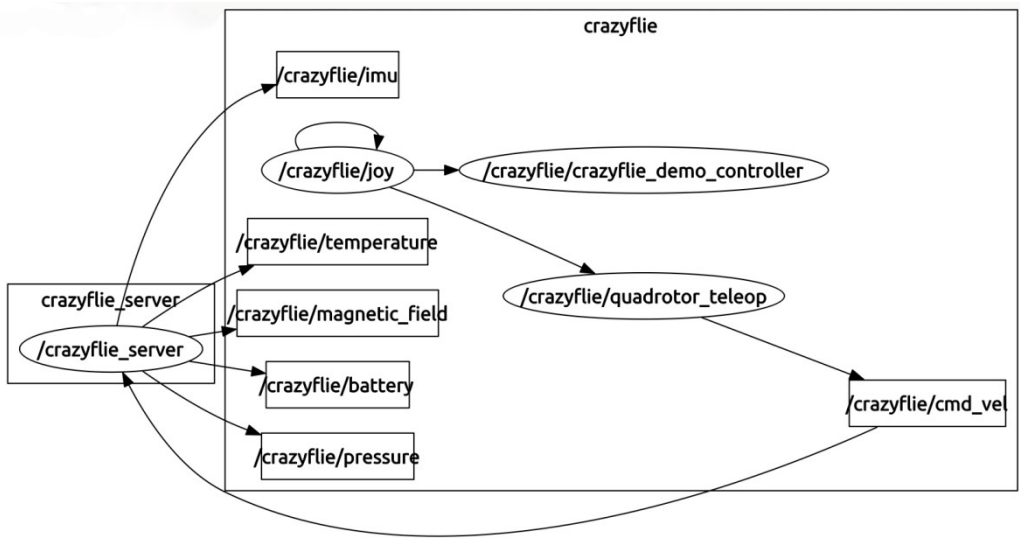 crazyflie
/crazyflie/imu
/crazyflie/joy
/crazyflie/crazyflie_demo_controller
/crazyflie/temperature
crazyflie_server
/crazyflie/quadrotor_teleop
/crazyflie/magnetic_field
/crazyflie_server
/crazyflie/battery
/crazyflie/cmd_vel
/crazyflie/pressure